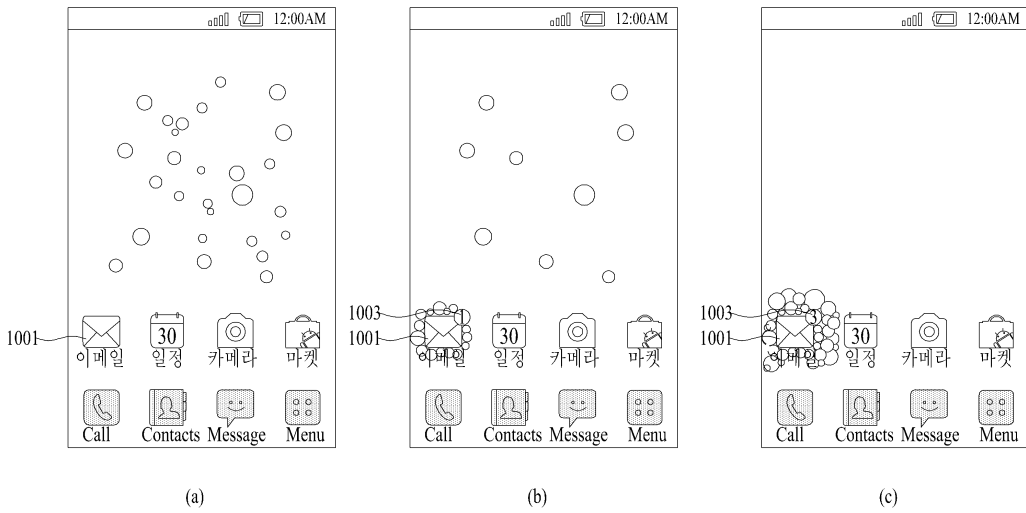 12:00AM 12:00AM 12:00AM
1003 1003
1001 1001 1001
30 1 30 3 30
이메일 일정 카메라 마켓 이메일 일정 카메라 마켓 이메일 일정 카메라 마켓
Call Contacts Message Menu Call Contacts Message Menu Call Contacts Message Menu
(a) (b) (c)